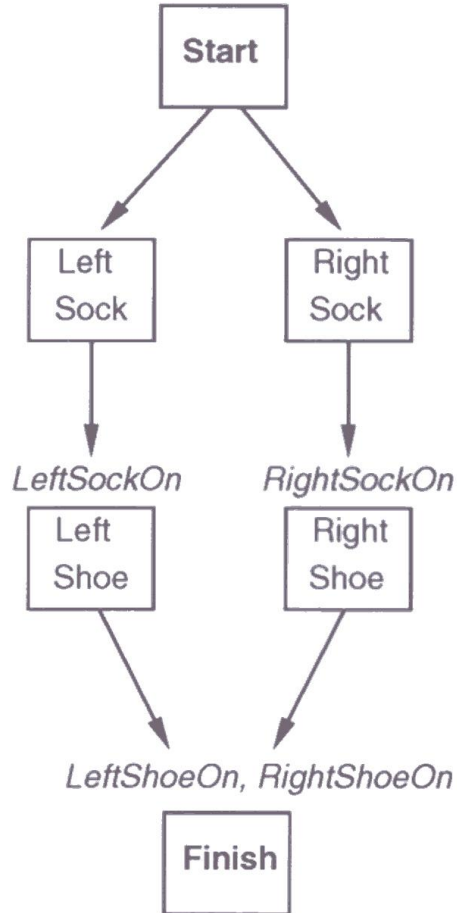 Start
Left
Sock
Right
Sock
LeftSockOn
RightSockOn
Left
Shoe
Right
Shoe
LeftShoeOn, RightShoeOn
Finish